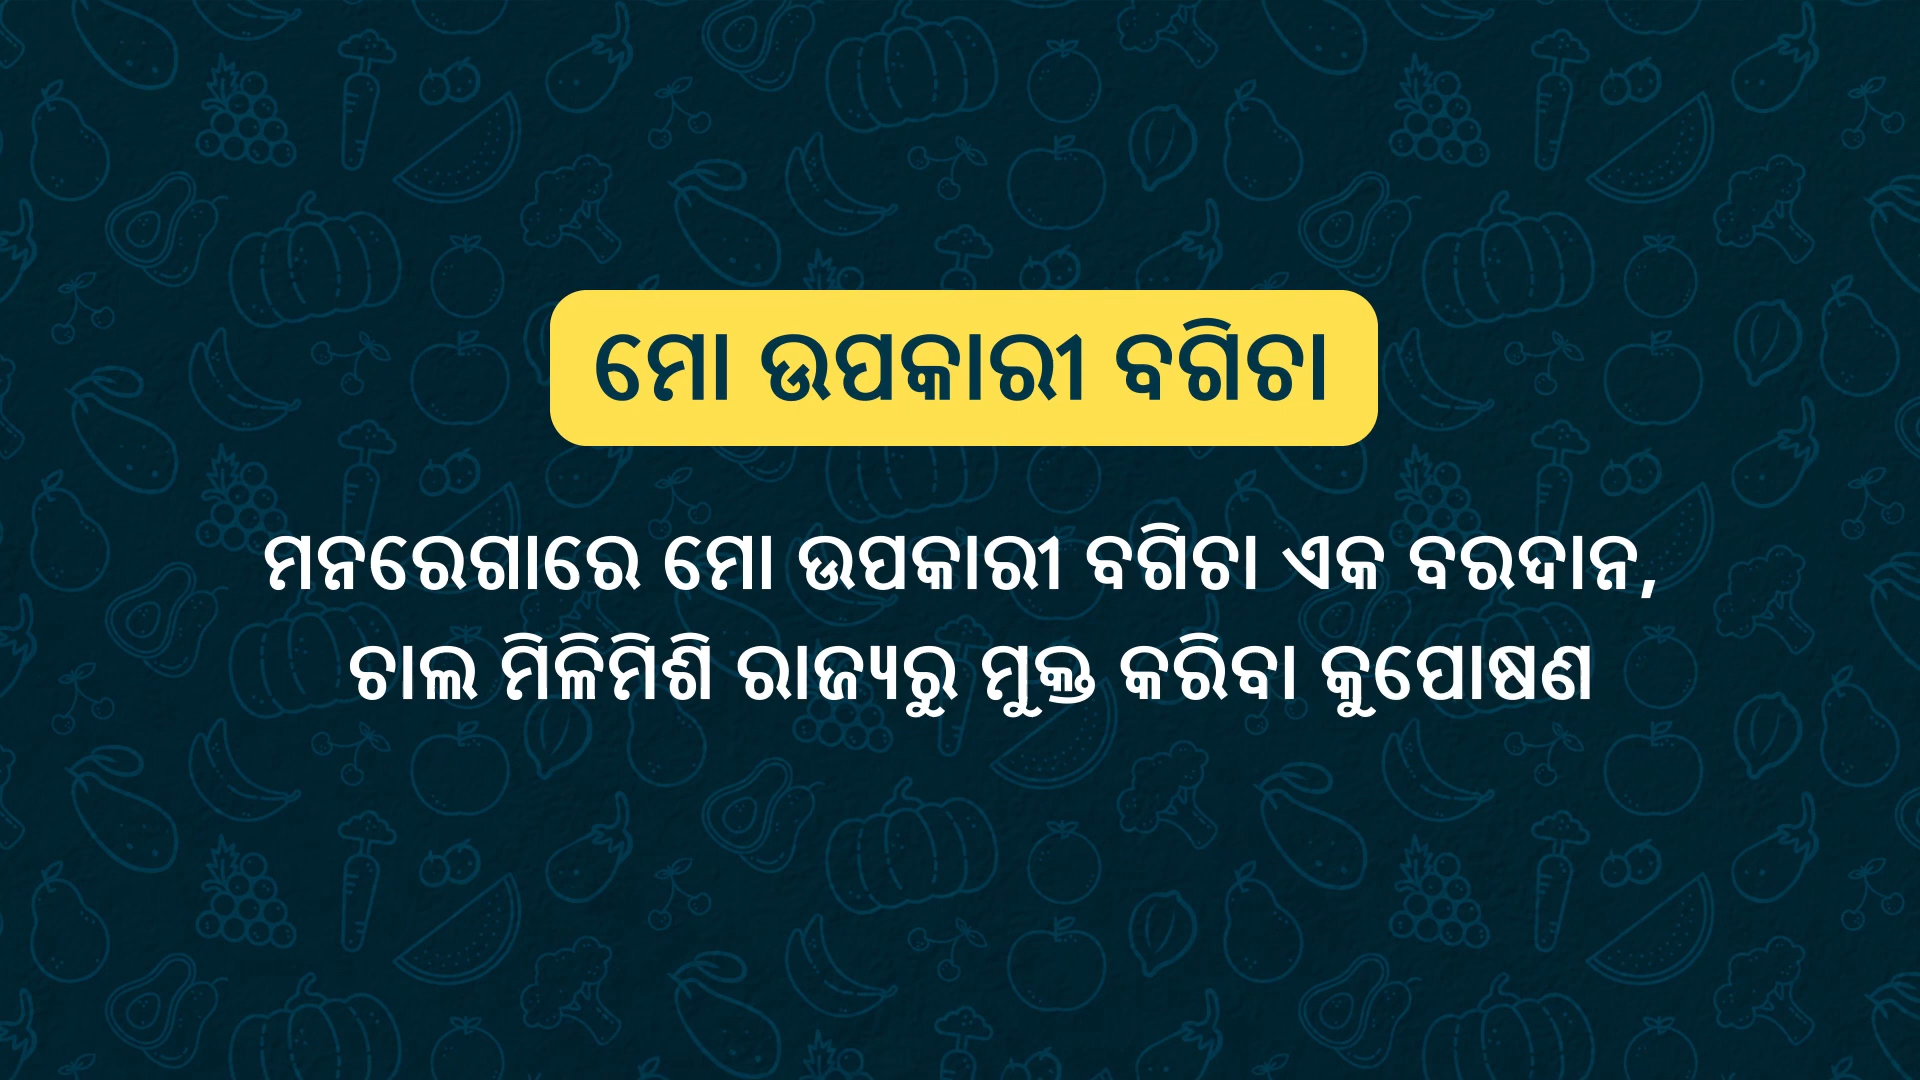 ମୋ ଉପକାରୀ ବଗିଚା
ମନରେଗାରେ ମୋ ଉପକାରୀ ବଗିଚା ଏକ ବରଦାନ,
ଚାଲ ମିଳିମିଶି ରାଜ୍ୟରୁ ମୁକ୍ତ କରିବା କୁପୋଷଣ